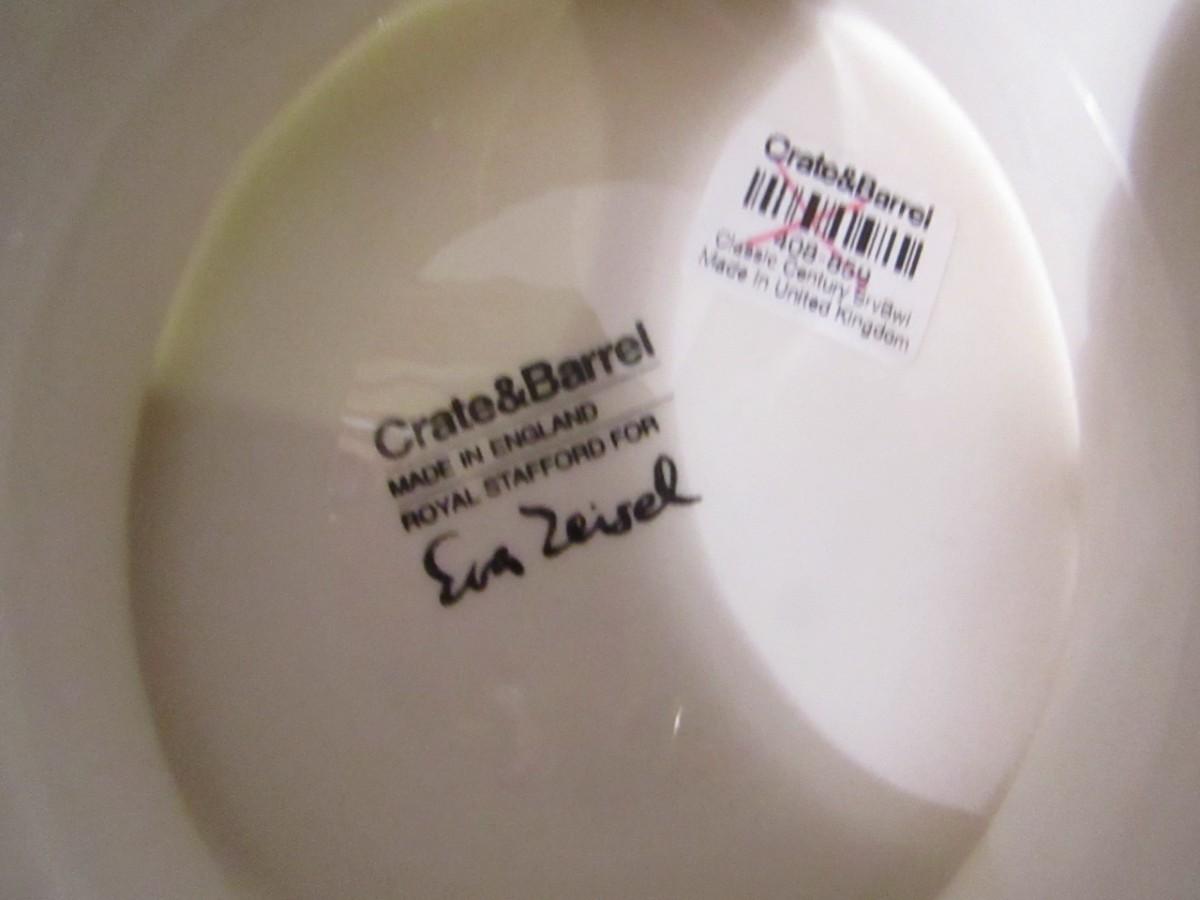 Crate&Barrel
408-859
Classic Century SrvBwl
Made in United Kingdom
Crate&Barrel
MADE IN ENGLAND
ROYAL STAFFORD FOR
Eva Zeisel